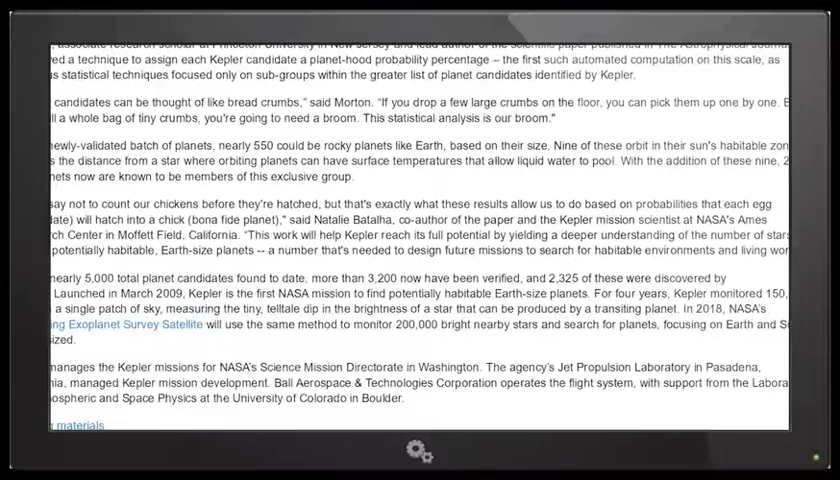 , associate research scholar at Princeton University in New Jersey and lead author of the scientific paper published in The Astrophysical Journa
ed a technique to assign each Kepler candidate a planet-hood probability percentage – the first such automated computation on this scale, as
us statistical techniques focused only on sub-groups within the greater list of planet candidates identified by Kepler.
candidates can be thought of like bread crumbs,” said Morton. “If you drop a few large crumbs on the floor, you can pick them up one by one. B
ll a whole bag of tiny crumbs, you're going to need a broom. This statistical analysis is our broom."
newly-validated batch of planets, nearly 550 could be rocky planets like Earth, based on their size. Nine of these orbit in their sun's habitable zon
s the distance from a star where orbiting planets can have surface temperatures that allow liquid water to pool. With the addition of these nine, 2
nets now are known to be members of this exclusive group.
say not to count our chickens before they're hatched, but that's exactly what these results allow us to do based on probabilities that each egg
date) will hatch into a chick (bona fide planet),” said Natalie Batalha, co-author of the paper and the Kepler mission scientist at NASA's Ames
rch Center in Moffett Field, California. “This work will help Kepler reach its full potential by yielding a deeper understanding of the number of stars
potentially habitable, Earth-size planets -- a number that's needed to design future missions to search for habitable environments and living wor
nearly 5,000 total planet candidates found to date, more than 3,200 now have been verified, and 2,325 of these were discovered by
Launched in March 2009, Kepler is the first NASA mission to find potentially habitable Earth-size planets. For four years, Kepler monitored 150,
a single patch of sky, measuring the tiny, telltale dip in the brightness of a star that can be produced by a transiting planet. In 2018, NASA’s
ing Exoplanet Survey Satellite will use the same method to monitor 200,000 bright nearby stars and search for planets, focusing on Earth and Su
sized.
manages the Kepler missions for NASA’s Science Mission Directorate in Washington. The agency’s Jet Propulsion Laboratory in Pasadena,
nia, managed Kepler mission development. Ball Aerospace & Technologies Corporation operates the flight system, with support from the Labora
ospheric and Space Physics at the University of Colorado in Boulder.
g materials